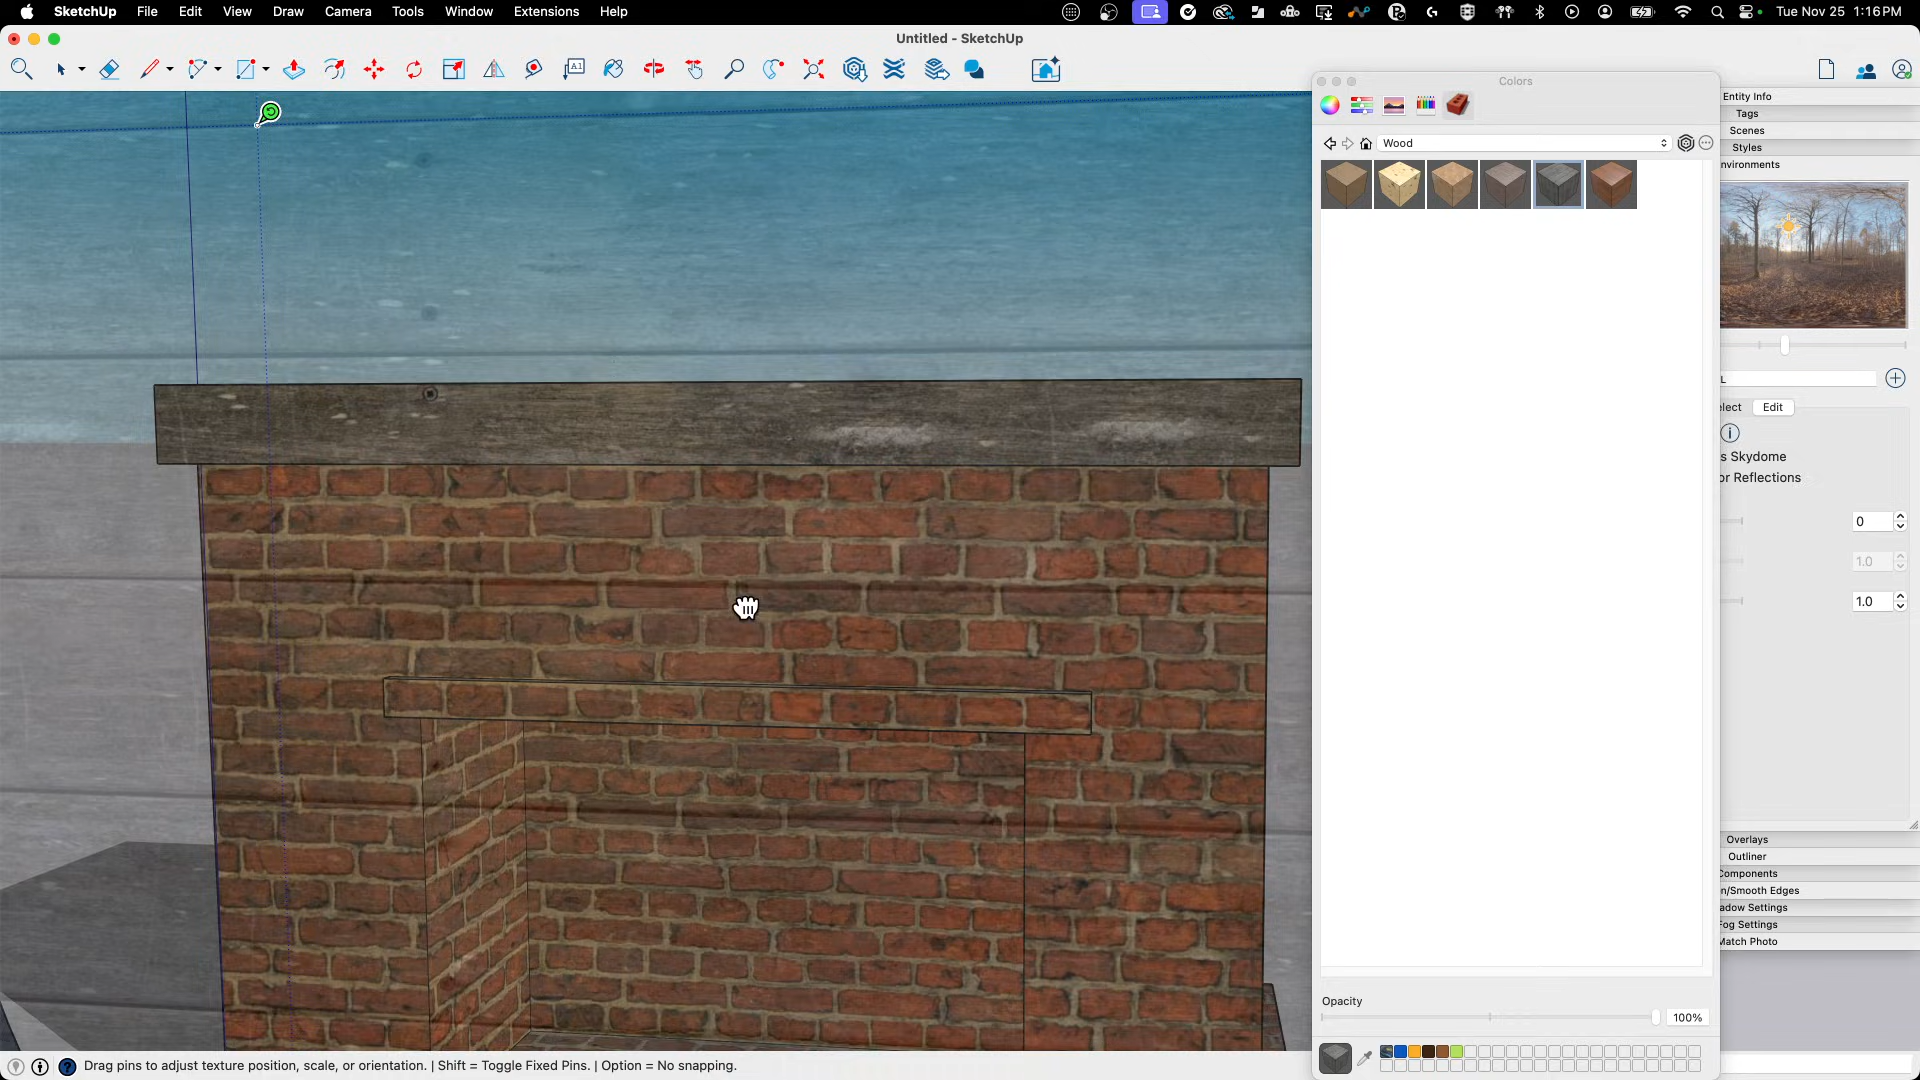 SketchUp File Edit View Draw Camera Tools Window Extensions Help
Tue Nov 25 1:16 PM
Untitled - SketchUp
Colors
Entity Info
Tags
Scenes
Styles
nvironments
Wood
L
lect Edit
s Skydome
or Reflections
0
1.0
1.0
Overlays
Outliner
Components
n/Smooth Edges
adow Settings
Fog Settings
Match Photo
Opacity
100%
Drag pins to adjust texture position, scale, or orientation. | Shift = Toggle Fixed Pins. | Option = No snapping.